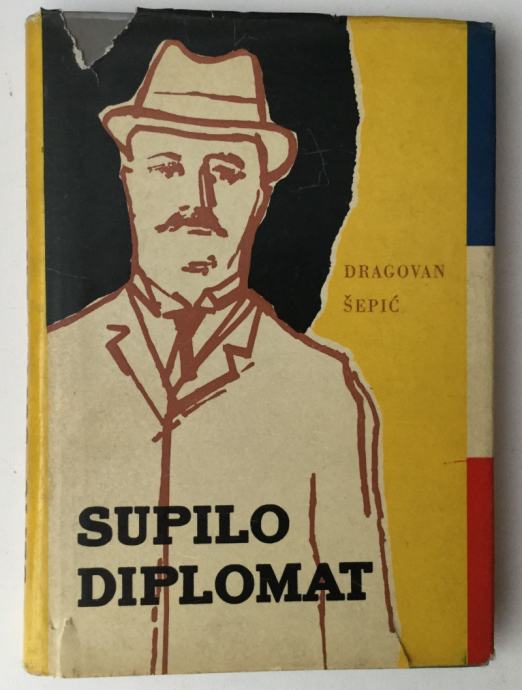 DRAGOVAN
ŠEPIĆ
SUPILO
DIPLOMAT